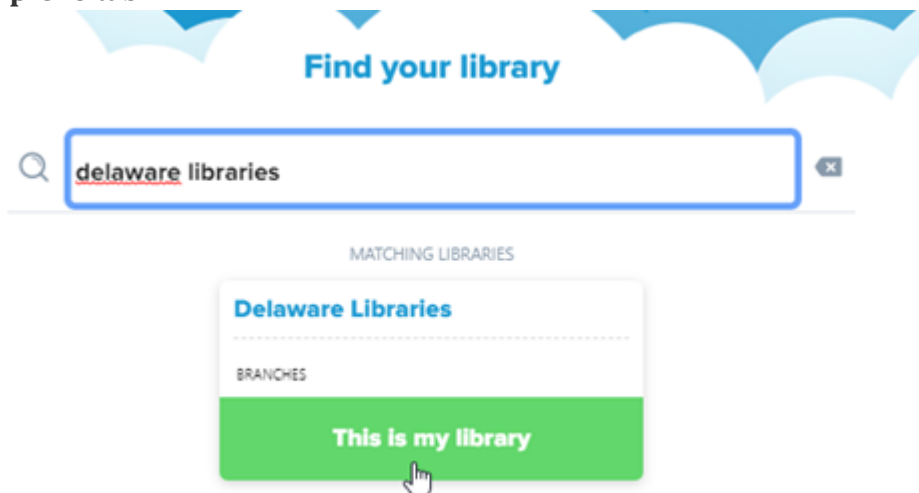 Find your library
delaware libraries
MATCHING LIBRARIES
Delaware Libraries
BRANCHES
This is my library